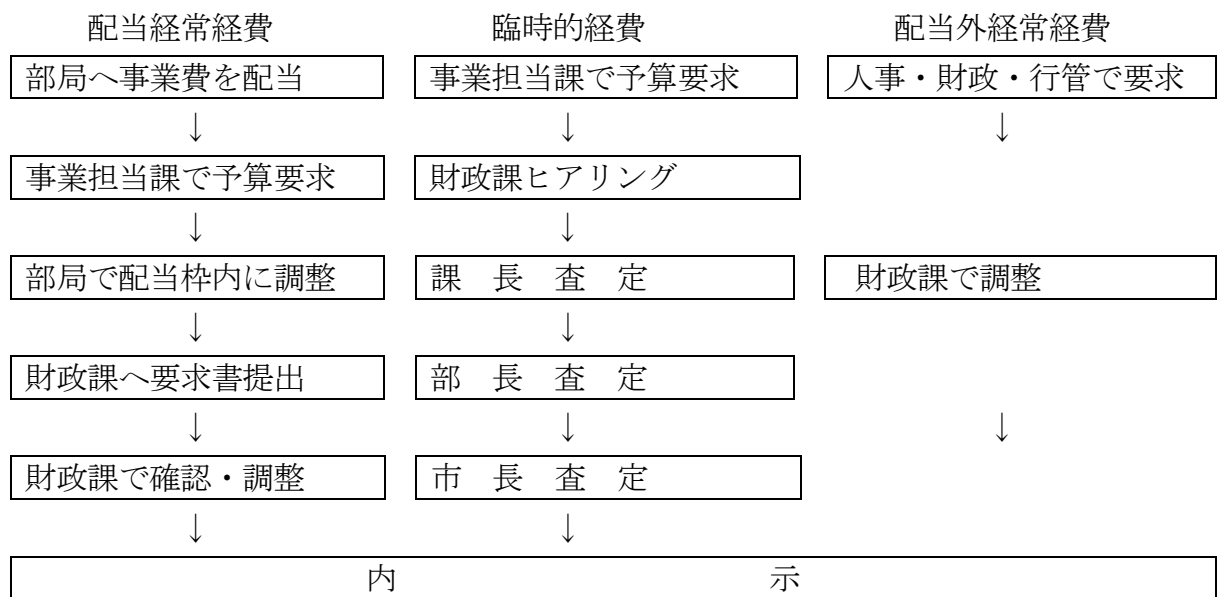 配当経常経費　臨時的経費　配当外経常経費
部局へ事業費を配当　事業担当課で予算要求　人事・財政・行管で要求
↓　↓　↓
事業担当課で予算要求　財政課ヒアリング
↓　↓
部局で配当枠内に調整　課　長　査　定　財政課で調整
↓　↓
財政課へ要求書提出　部　長　査　定
↓　↓　↓
財政課で確認・調整　市　長　査　定
↓　↓
内　示